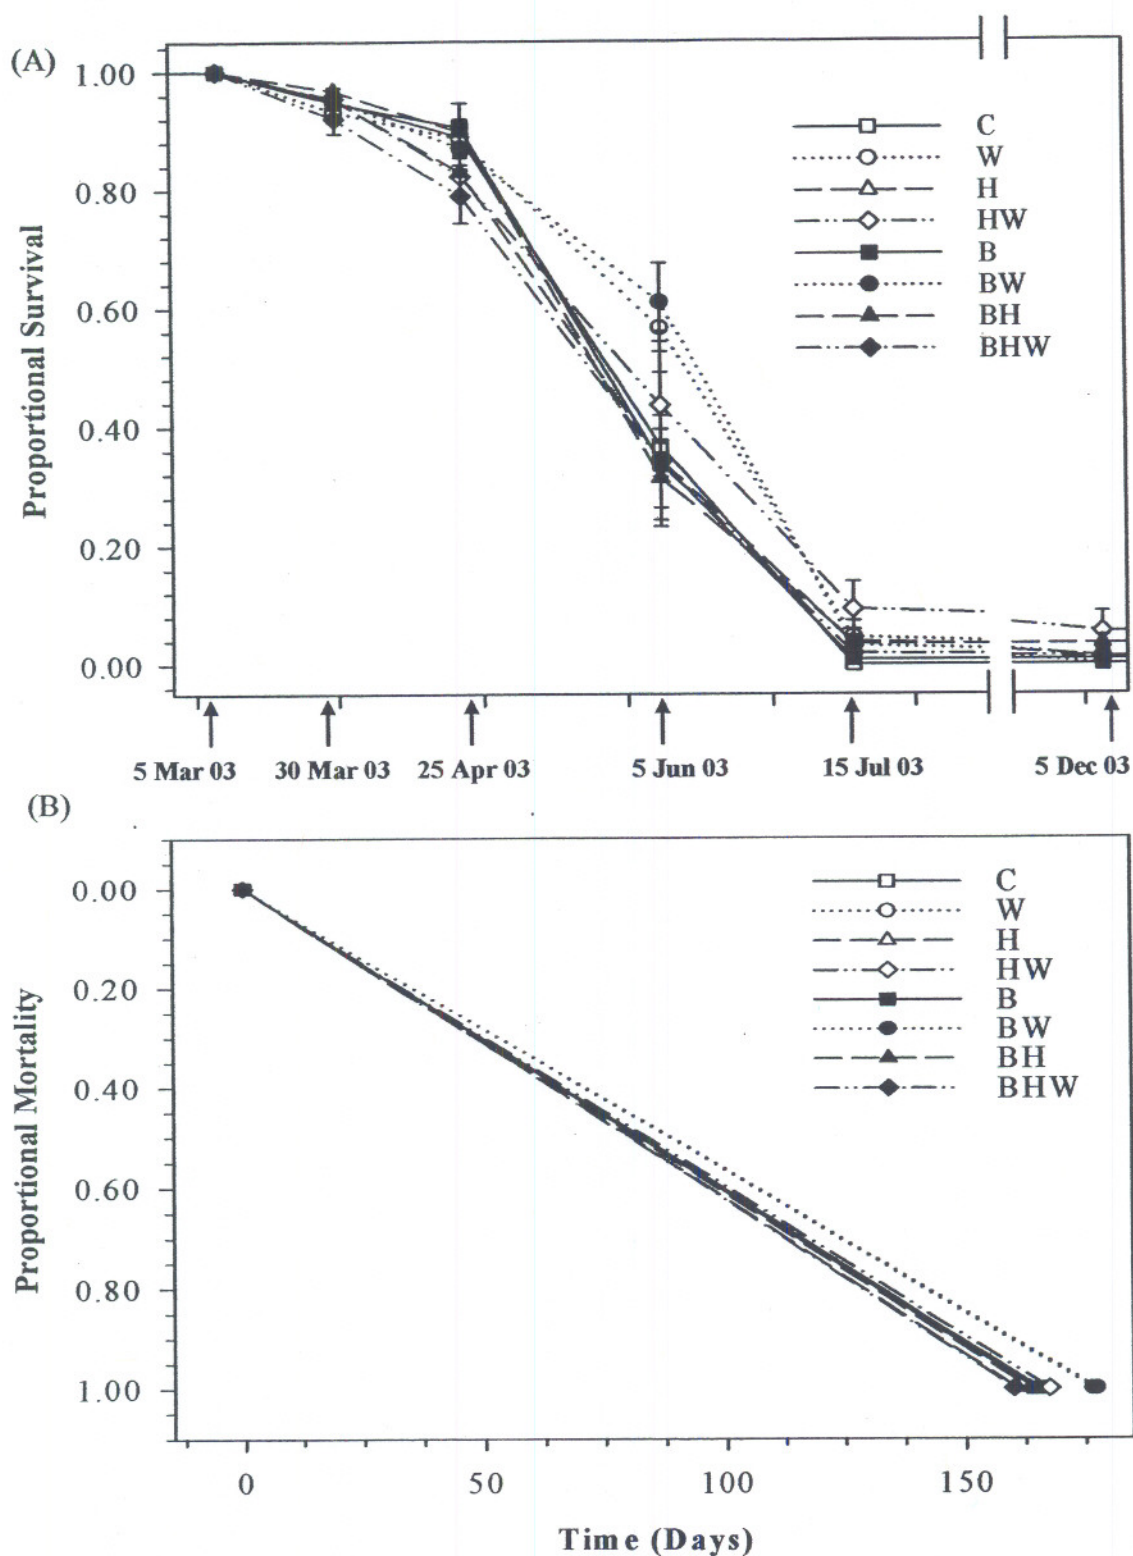 (A)
1.00
0.80
0.60
0.40
0.20
0.00
Proportional Survival
C
W
H
HW
B
BW
BH
BHW
5 Mar 03 30 Mar 03 25 Apr 03 5 Jun 03 15 Jul 03 5 Dec 03
(B)
0.00
0.20
0.40
0.60
0.80
1.00
Proportional Mortality
C
W
H
HW
B
BW
BH
BHW
0 50 100 150
Time (Days)